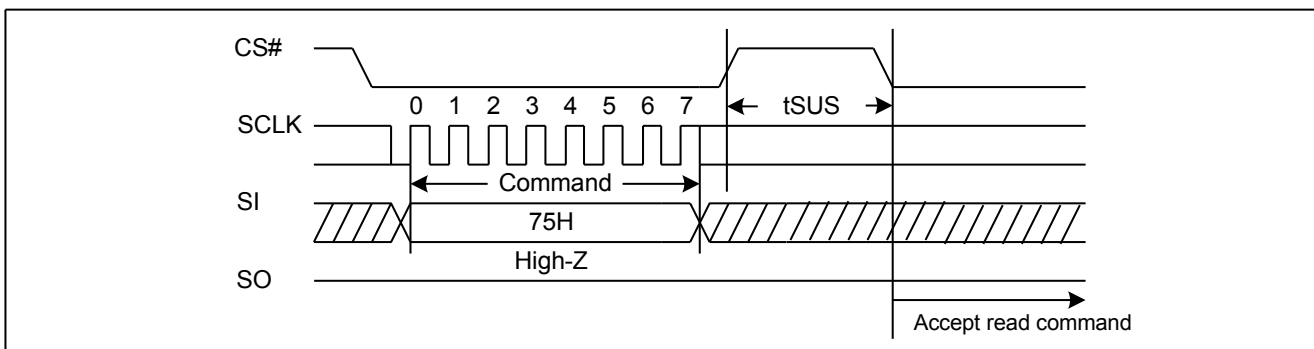 CS#
tSUS
0 1 2 3 4 5 6 7
SCLK
Command
SI
75H
High-Z
SO
Accept read command